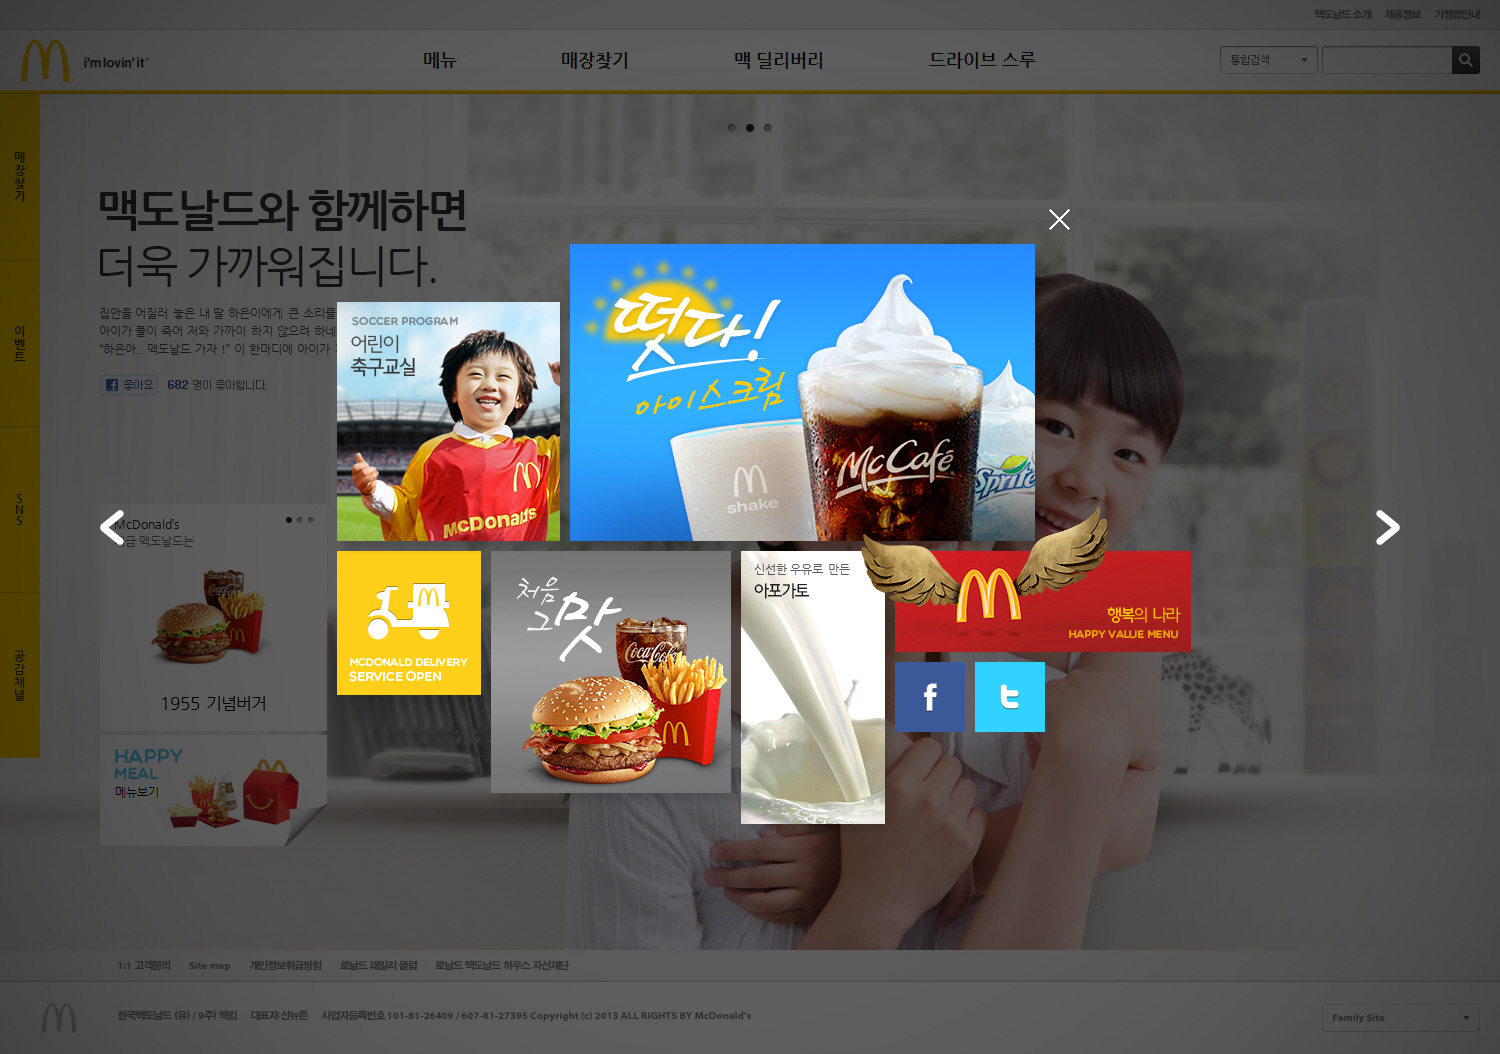 맥도날드 소개 채용정보 가맹점안내
i'm lovin' it
메뉴 매장찾기 맥 딜리버리 드라이브 스루
통합검색
매장찾기
이벤트
SNS
공감채널
맥도날드와 함께하면
더욱 가까워집니다.
집안을 어질러 놓은 내 딸 하은이에게 큰 소리를
아이가 풀이 죽어 저와 가까이 하지 않으려 하네
“하은아.. 맥도날드 가자 !” 이 한마디에 아이가
좋아요 682 명이 좋아합니다.
SOCCER PROGRAM
어린이
축구교실
McDonald's
떳다!
아이스크림
shake
McCafé
Sprite
McDonald's
금 맥도날드는
1955 기념버거
HAPPY
MEAL
메뉴보기
MCDONALD DELIVERY
SERVICE OPEN
처음
그 맛
Coca-Cola
신선한 우유로 만든
아포가토
행복의 나라
HAPPY VALUE MENU
f
t
1:1 고객문의 Site map 개인정보취급방침 로날드 패밀리 클럽 로날드 맥도날드 하우스 자선재단
한국맥도날드 (유) / 9주) 맥킴 대표자:션뉴튼 사업자등록번호 101-81-26409 / 607-81-27395 Copyright (c) 2013 ALL RIGHTS BY McDonald's
Family Site